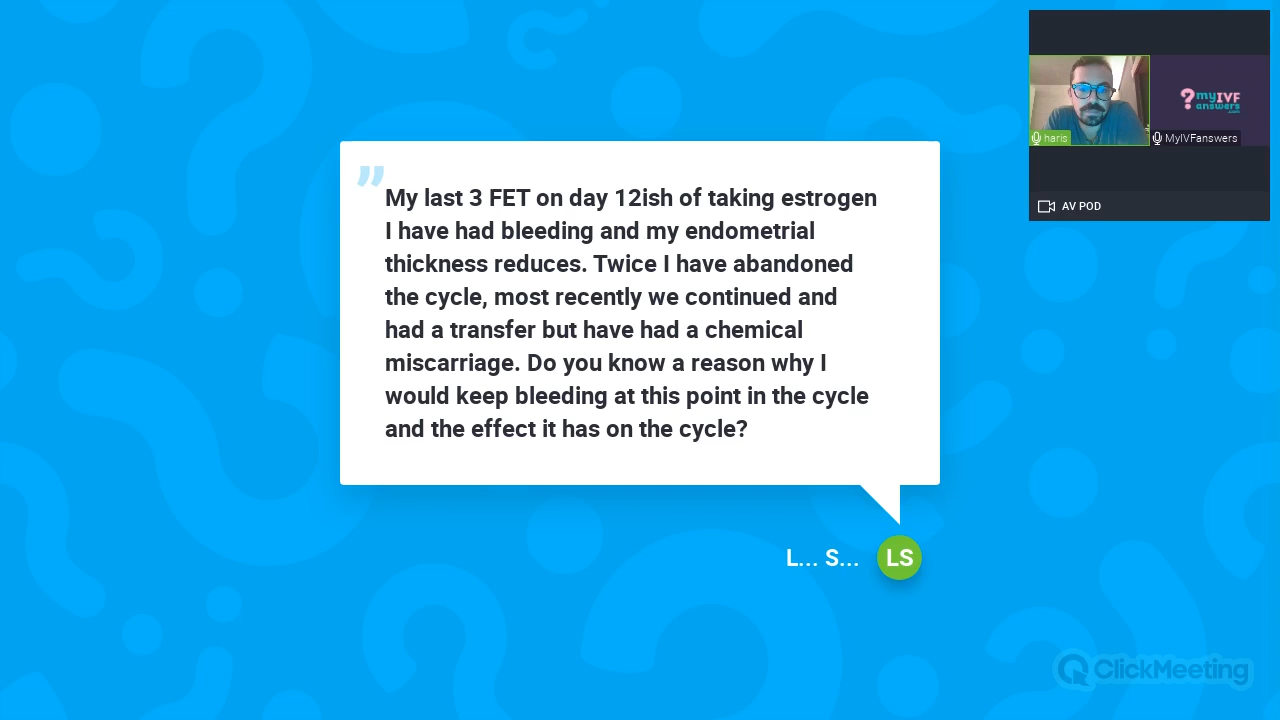 ”
My last 3 FET on day 12ish of taking estrogen
I have had bleeding and my endometrial
thickness reduces. Twice I have abandoned
the cycle, most recently we continued and
had a transfer but have had a chemical
miscarriage. Do you know a reason why I
would keep bleeding at this point in the cycle
and the effect it has on the cycle?
L... S...
LS
?myIVF
answers
haris
MyIVFanswers
AV POD
ClickMeeting